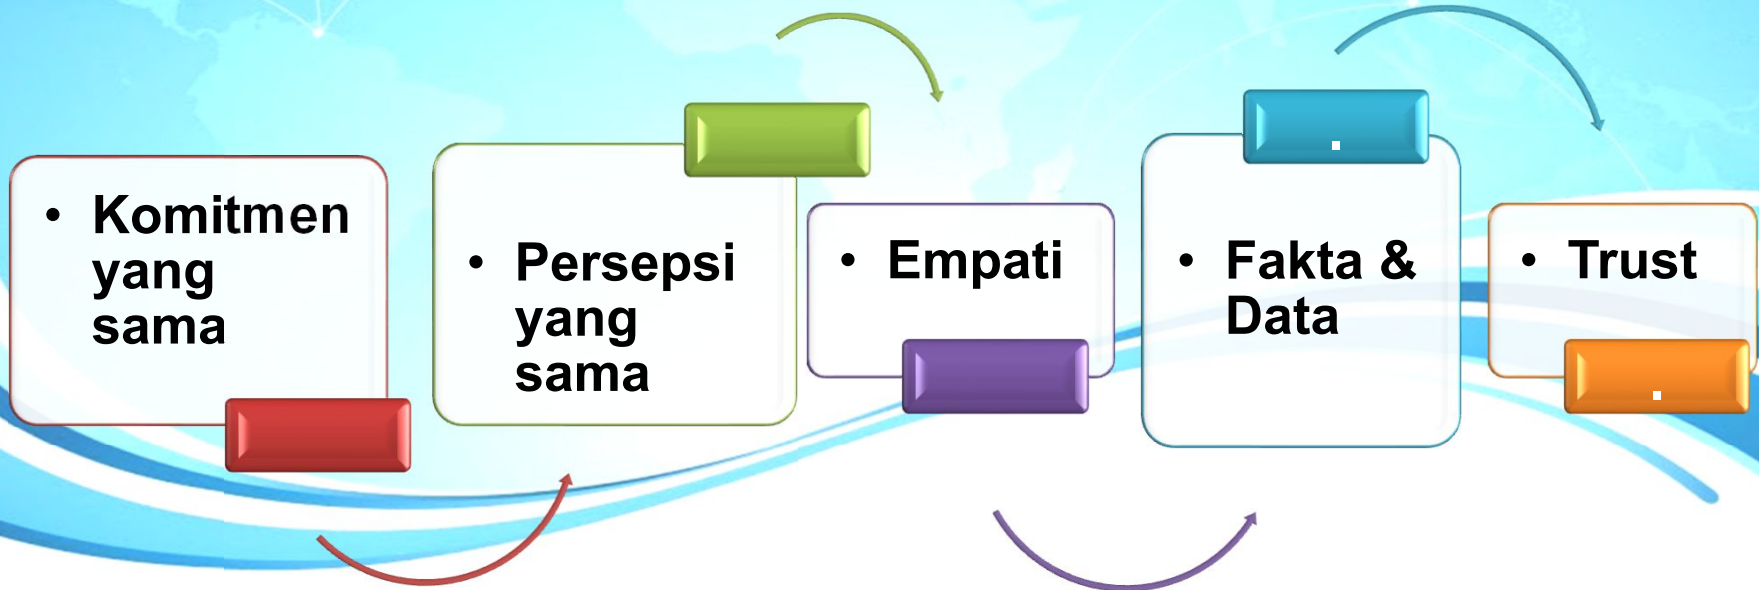 • Komitmen
yang
sama
• Persepsi
yang
sama
• Empati
• Fakta &
Data
• Trust
.
.